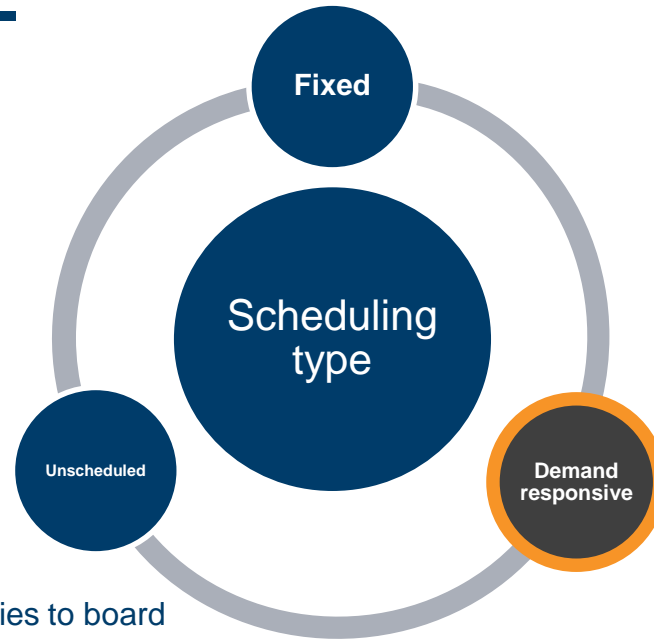 Fixed
Scheduling
type
Unscheduled
Demand
responsive
ies to board